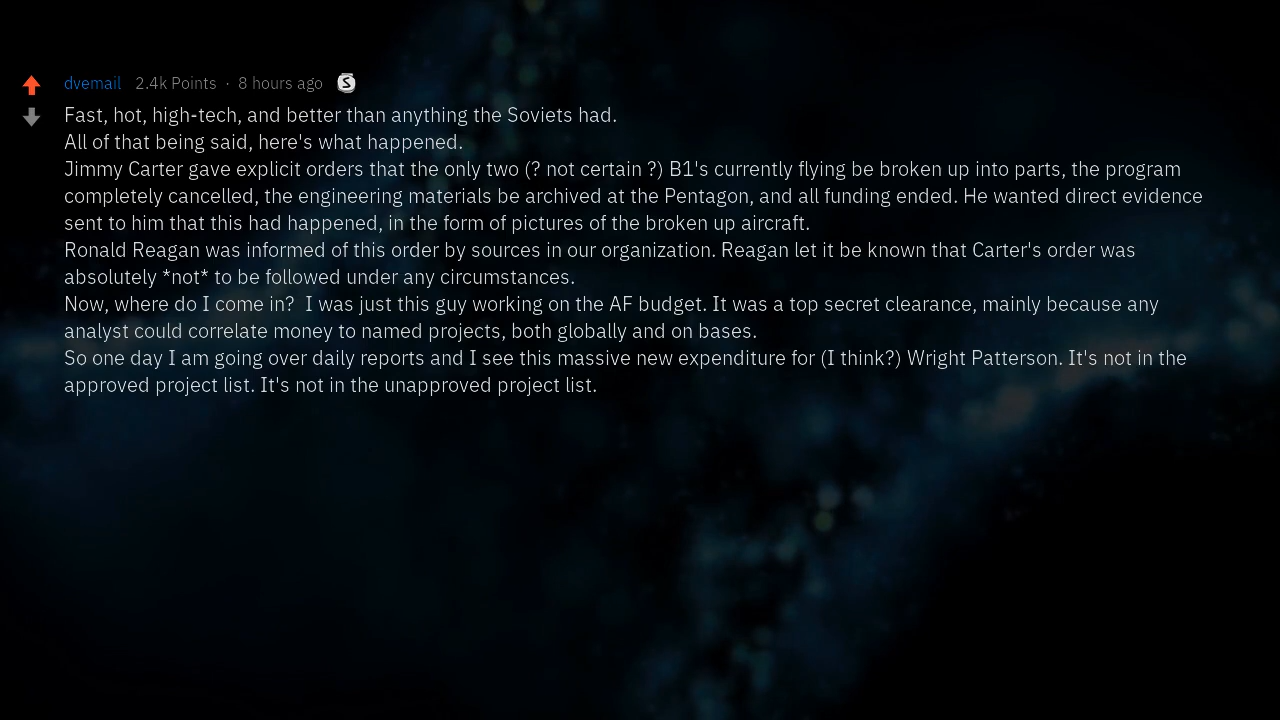 dvemail 2.4k Points · 8 hours ago S
Fast, hot, high-tech, and better than anything the Soviets had.
All of that being said, here's what happened.
Jimmy Carter gave explicit orders that the only two (? not certain ?) B1's currently flying be broken up into parts, the program
completely cancelled, the engineering materials be archived at the Pentagon, and all funding ended. He wanted direct evidence
sent to him that this had happened, in the form of pictures of the broken up aircraft.
Ronald Reagan was informed of this order by sources in our organization. Reagan let it be known that Carter's order was
absolutely *not* to be followed under any circumstances.
Now, where do I come in?  I was just this guy working on the AF budget. It was a top secret clearance, mainly because any
analyst could correlate money to named projects, both globally and on bases.
So one day I am going over daily reports and I see this massive new expenditure for (I think?) Wright Patterson. It's not in the
approved project list. It's not in the unapproved project list.